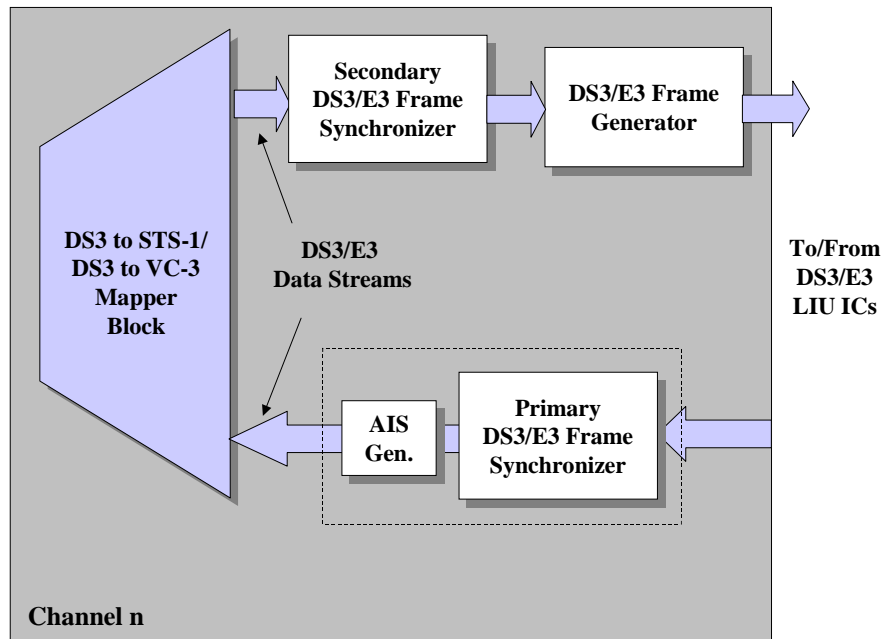 Secondary
DS3/E3 Frame
Synchronizer
DS3/E3 Frame
Generator
DS3 to STS-1/
DS3 to VC-3
Mapper
Block
DS3/E3
Data Streams
To/From
DS3/E3
LIU ICs
AIS
Gen.
Primary
DS3/E3 Frame
Synchronizer
Channel n